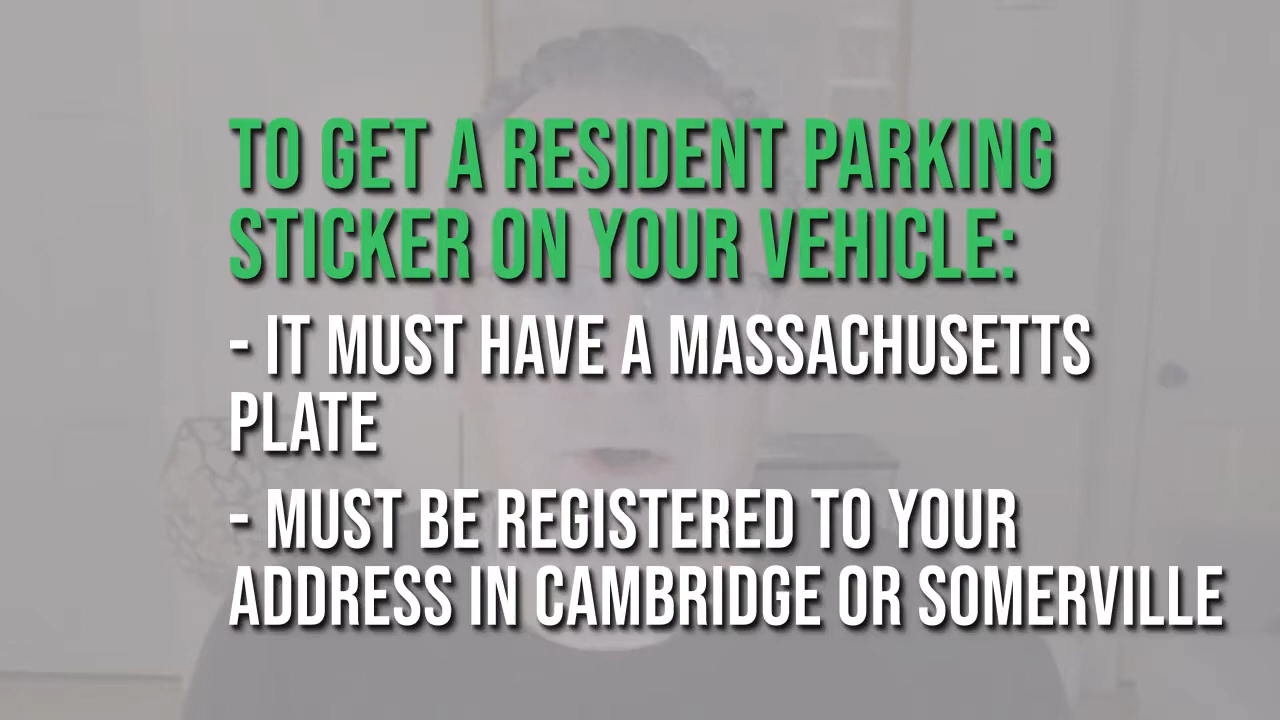 TO GET A RESIDENT PARKING
STICKER ON YOUR VEHICLE:
- IT MUST HAVE A MASSACHUSETTS
PLATE
- MUST BE REGISTERED TO YOUR
ADDRESS IN CAMBRIDGE OR SOMERVILLE